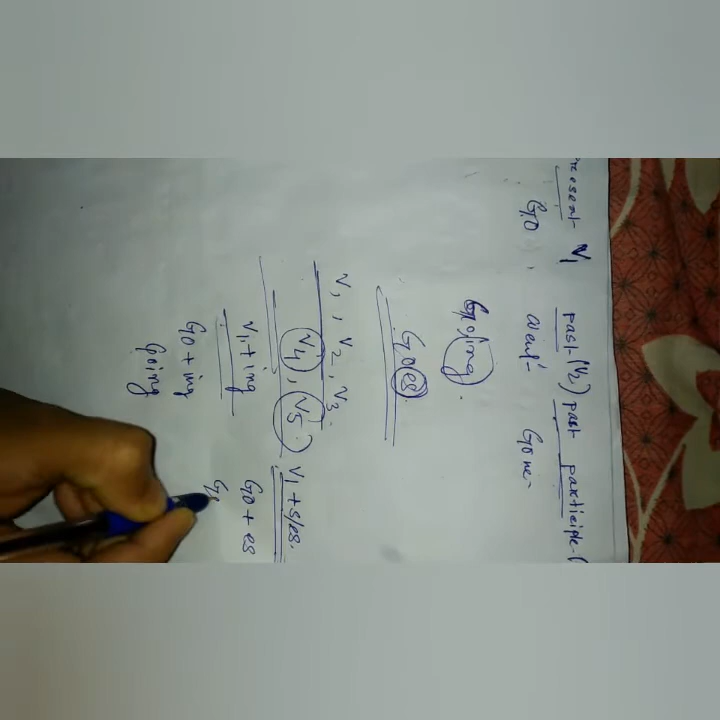 present- V1 past-(V2) past participle-(
Go, went- Gone-
Going.
Goes.
V1, V2, V3.
V4, V5
V1+ing V1+s/es.
Go+ing Go+es
Going G